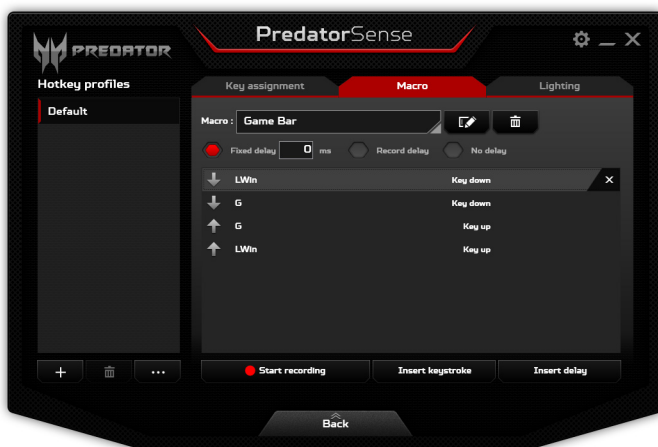 PredatorSense
PREDATOR
Hotkey profiles
Default
Key assignment
Macro
Lighting
Macro : Game Bar
Fixed delay 0 ms Record delay No delay
LWin Key down
G Key down
G Key up
LWin Key up
Start recording
Insert keystroke
Insert delay
Back